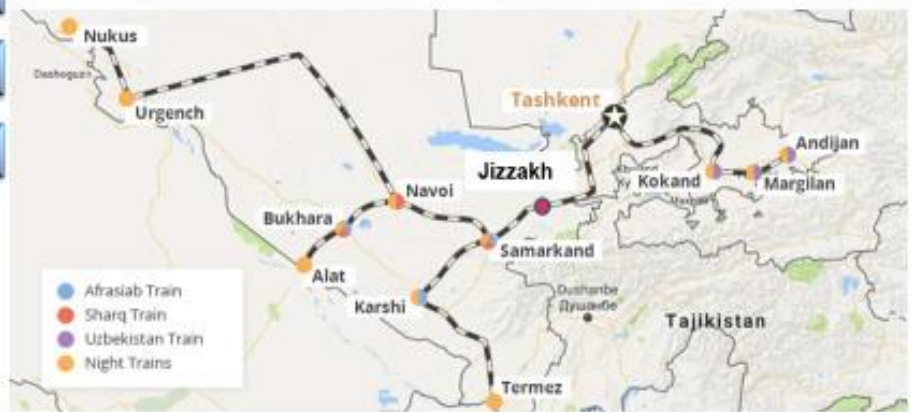 Nukus
Dashoguz
Urgench
Tashkent
Andijan
Jizzakh
Kokand
Margilan
Navoi
Bukhara
Samarkand
Alat
Karshi
Dushanbe
Душанбе
Tajikistan
Termez
Afrasiab Train
Sharq Train
Uzbekistan Train
Night Trains